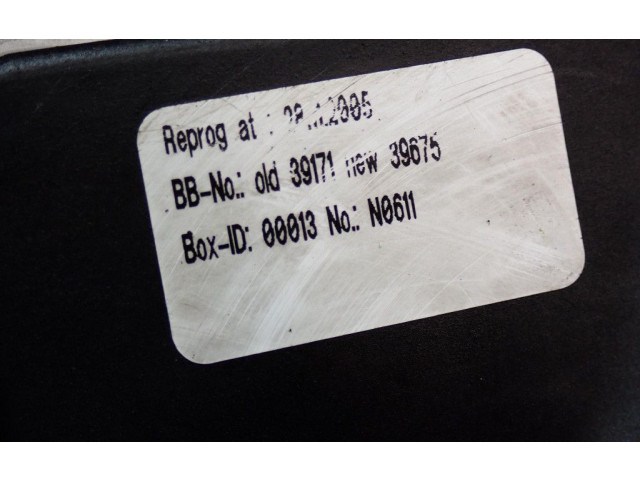 Reprog at :
BB-No.: old 39171 new 39675
Box-ID: 00013 No.: N0611